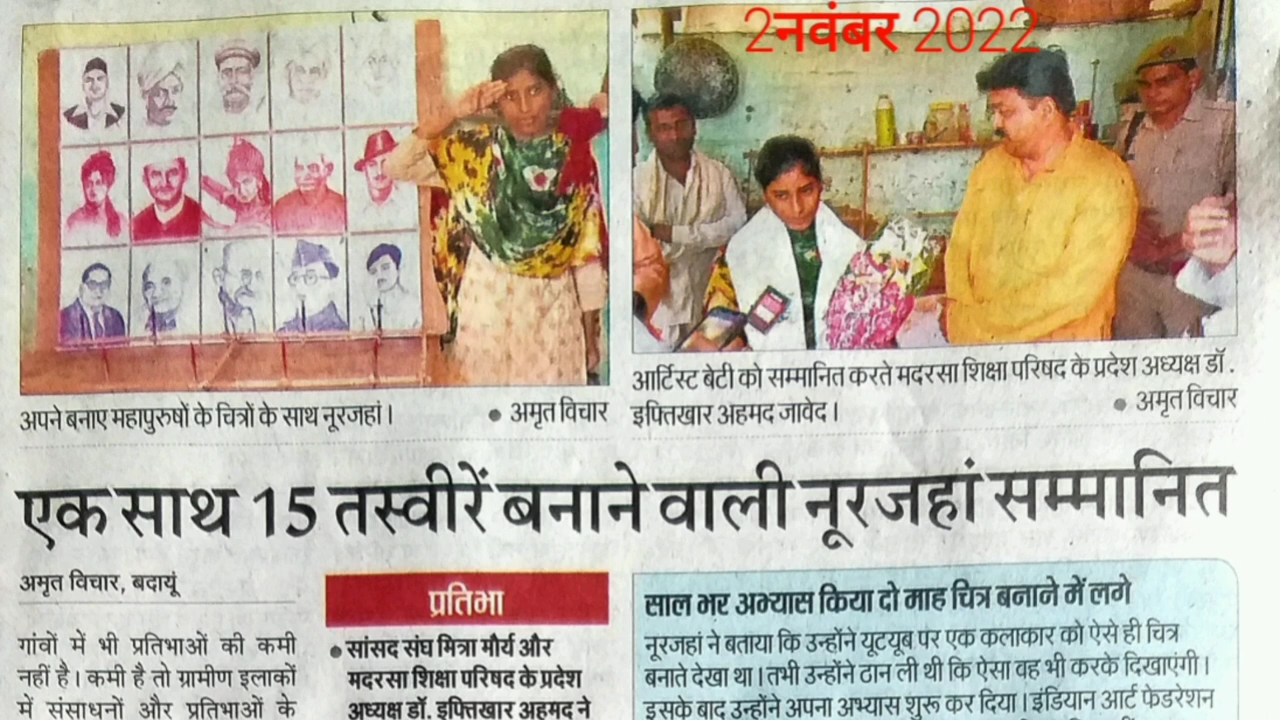 2नवंबर 2022
अपने बनाए महापुरुषों के चित्रों के साथ नूरजहां।
● अमृत विचार
आर्टिस्ट बेटी को सम्मानित करते मदरसा शिक्षा परिषद के प्रदेश अध्यक्ष डॉ.
इफ्तिखार अहमद जावेद।
● अमृत विचार
एक साथ 15 तस्वीरें बनाने वाली नूरजहां सम्मानित
अमृत विचार, बदायूं
गांवों में भी प्रतिभाओं की कमी
नहीं है। कमी है तो ग्रामीण इलाकों
में संसाधनों और प्रतिभाओं के
प्रतिभा
● सांसद संघ मित्रा मौर्य और
मदरसा शिक्षा परिषद के प्रदेश
अध्यक्ष डॉ. इफ्तिखार अहमद ने
साल भर अभ्यास किया दो माह चित्र बनाने में लगे
नूरजहां ने बताया कि उन्होंने यूटयूब पर एक कलाकार को ऐसे ही चित्र
बनाते देखा था। तभी उन्होंने ठान ली थी कि ऐसा वह भी करके दिखाएंगी।
इसके बाद उन्होंने अपना अभ्यास शुरू कर दिया। इंडियन आर्ट फेडरेशन